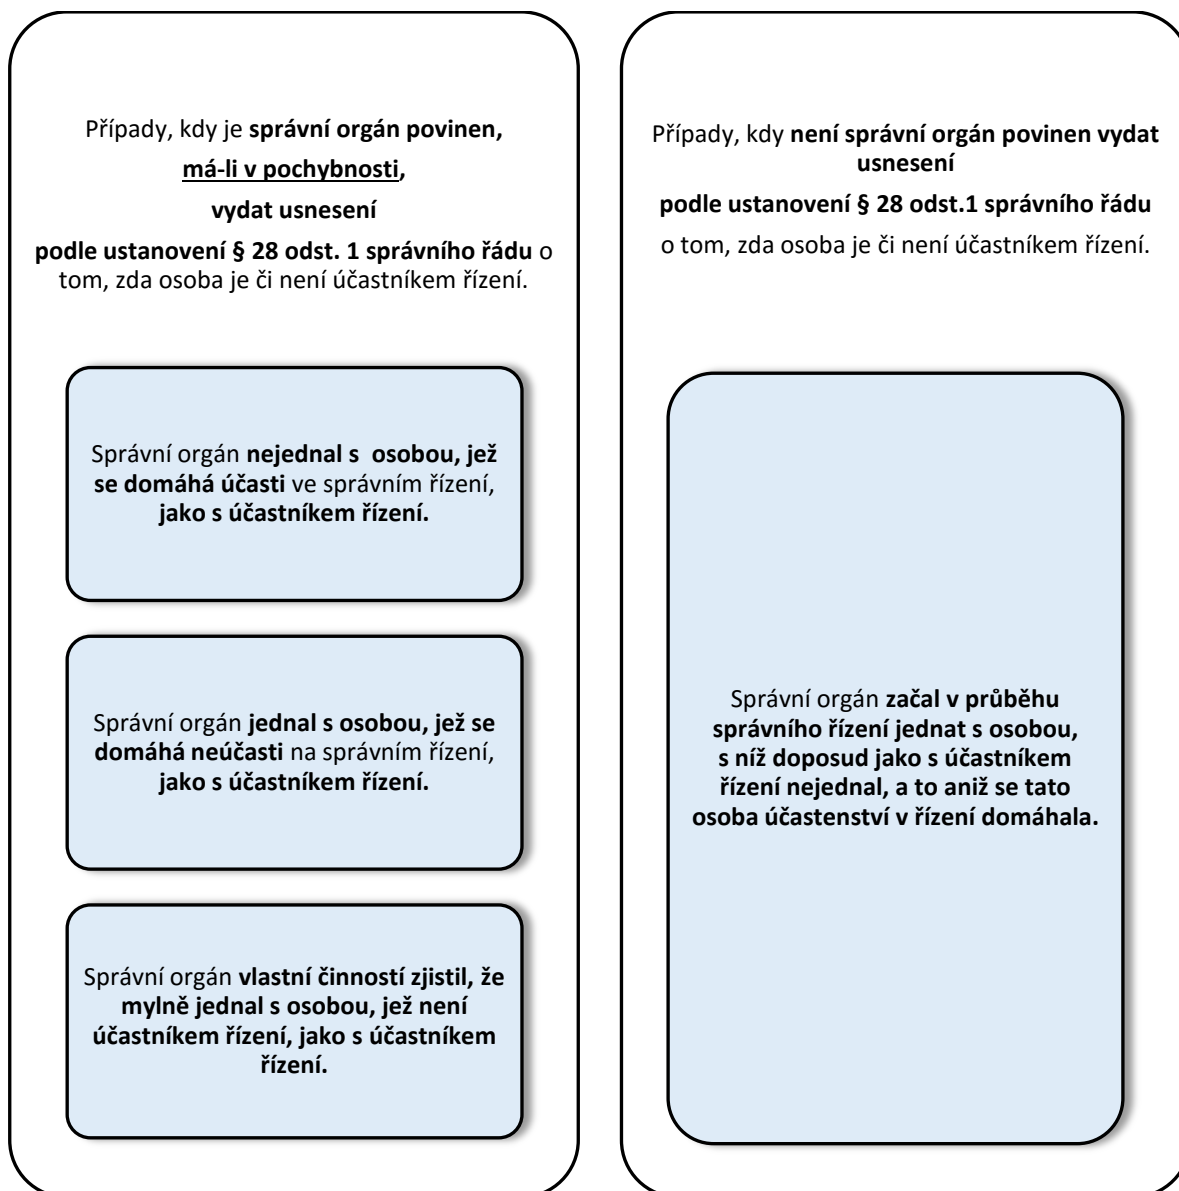 Případy, kdy je správní orgán povinen,
má-li v pochybnosti,
vydat usnesení
podle ustanovení § 28 odst. 1 správního řádu o
tom, zda osoba je či není účastníkem řízení.
Správní orgán nejednal s  osobou, jež
se domáhá účasti ve správním řízení,
jako s účastníkem řízení.
Správní orgán jednal s osobou, jež se
domáhá neúčasti na správním řízení,
jako s účastníkem řízení.
Správní orgán vlastní činností zjistil, že
mylně jednal s osobou, jež není
účastníkem řízení, jako s účastníkem
řízení.
Případy, kdy není správní orgán povinen vydat
usnesení
podle ustanovení § 28 odst.1 správního řádu
o tom, zda osoba je či není účastníkem řízení.
Správní orgán začal v průběhu
správního řízení jednat s osobou,
s níž doposud jako s účastníkem
řízení nejednal, a to aniž se tato
osoba účastenství v řízení domáhala.